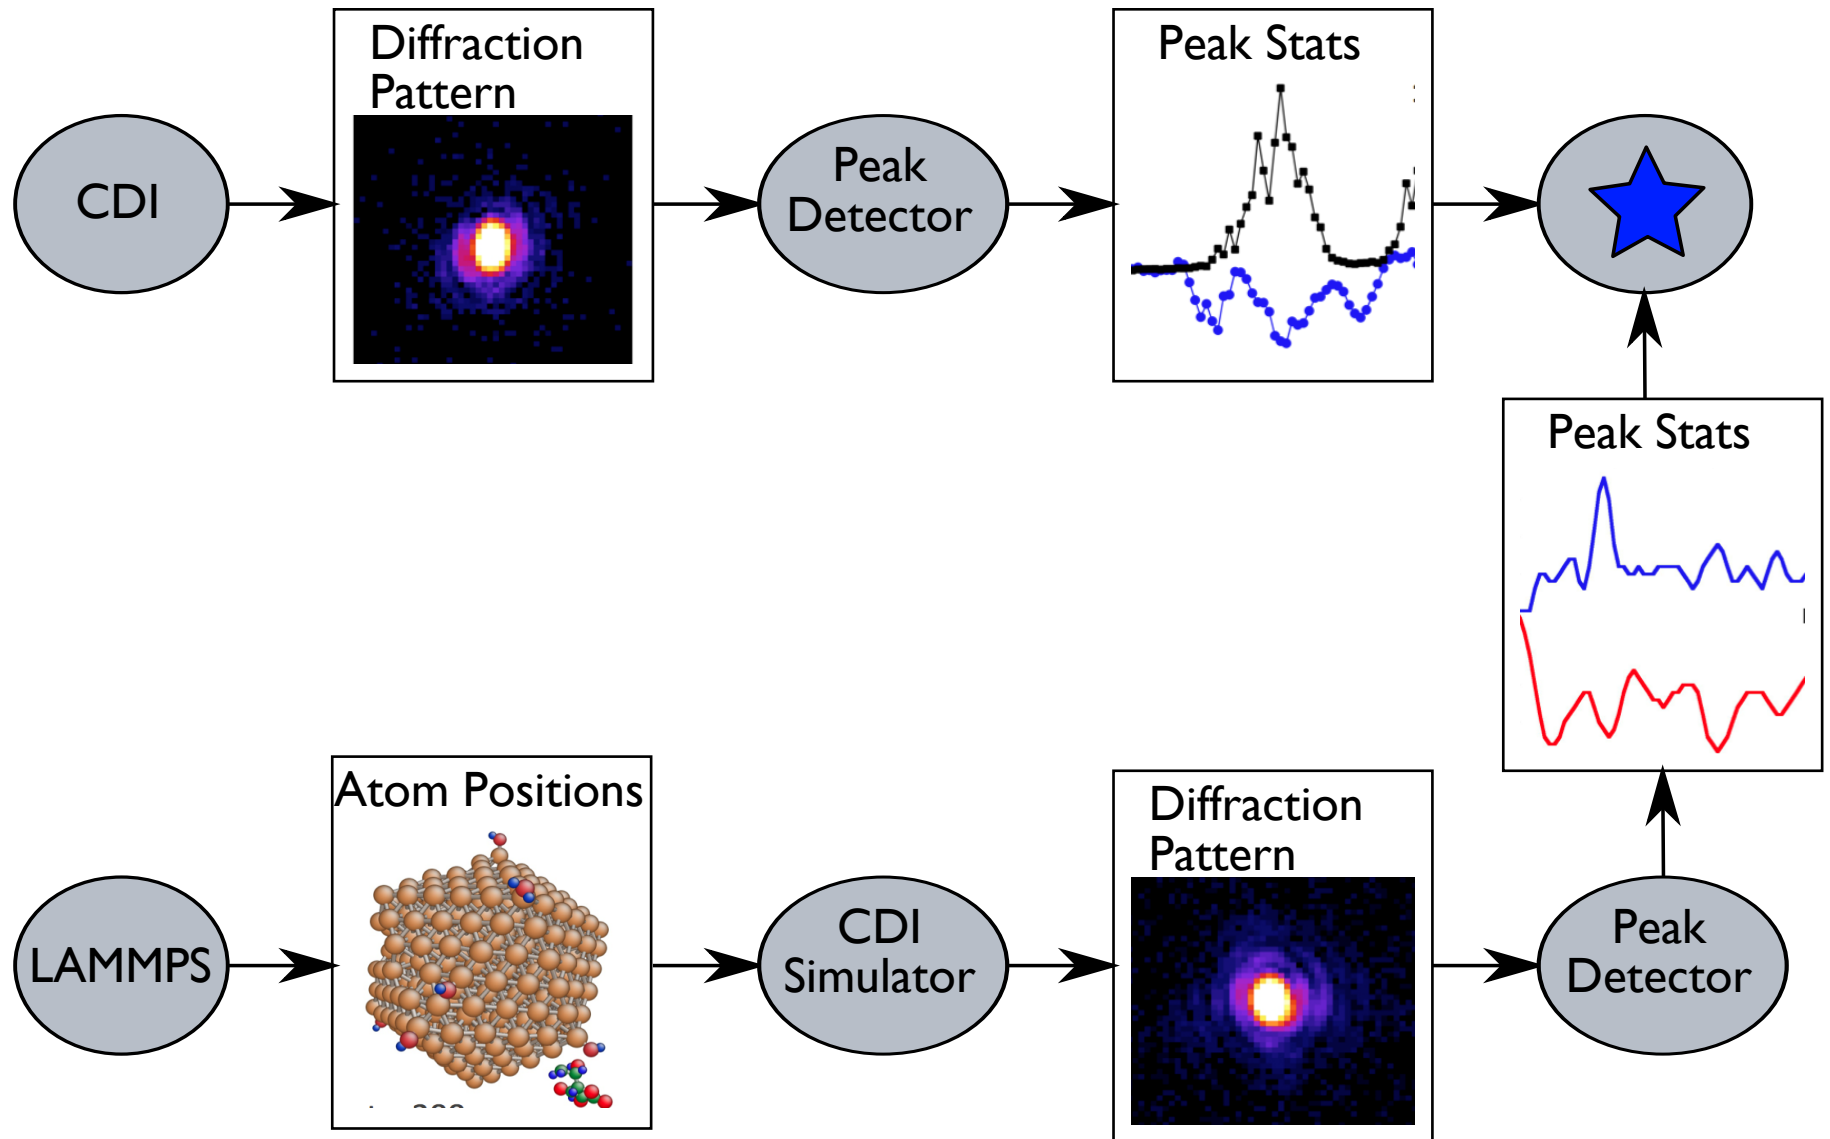 Diffraction
Pattern
Peak Stats
CDI
Peak
Detector
Peak Stats
Atom Positions
Diffraction
Pattern
LAMMPS
CDI
Simulator
Peak
Detector